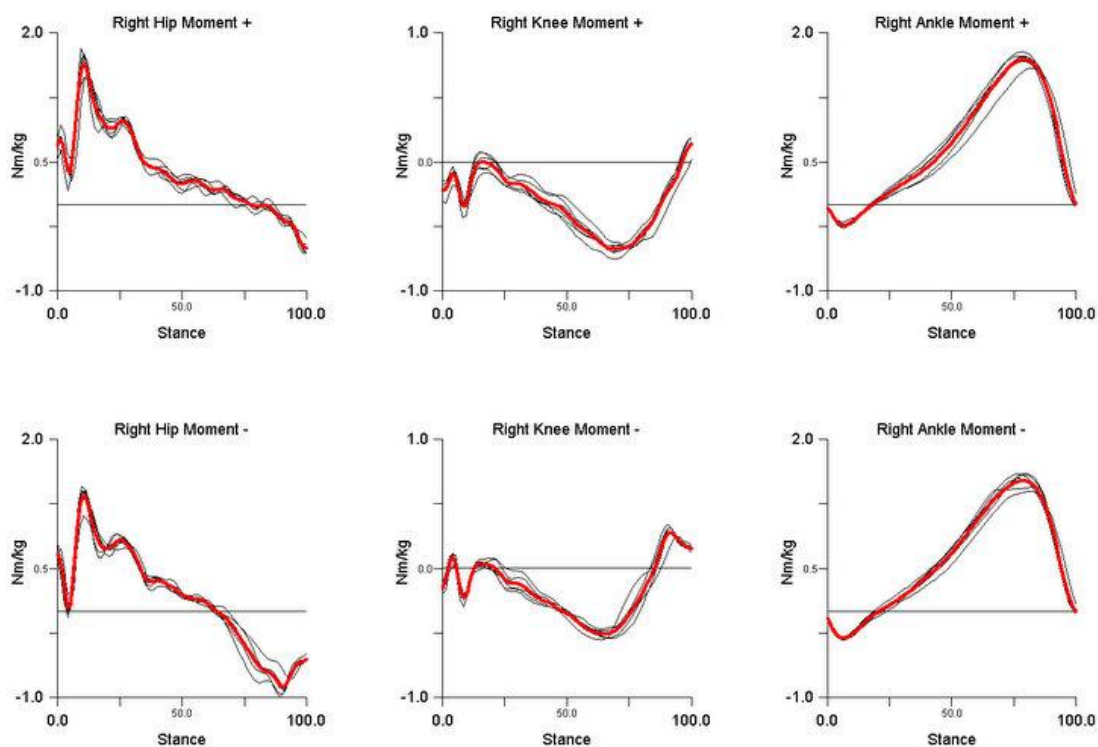 Right Hip Moment +
2.0
Nm/kg
0.5
-1.0
0.0
50.0
100.0
Stance
Right Knee Moment +
1.0
Nm/kg
0.0
-1.0
0.0
50.0
100.0
Stance
Right Ankle Moment +
2.0
Nm/kg
0.5
-1.0
0.0
50.0
100.0
Stance
Right Hip Moment -
2.0
Nm/kg
0.5
-1.0
0.0
50.0
100.0
Stance
Right Knee Moment -
1.0
Nm/kg
0.0
-1.0
0.0
50.0
100.0
Stance
Right Ankle Moment -
2.0
Nm/kg
0.5
-1.0
0.0
50.0
100.0
Stance